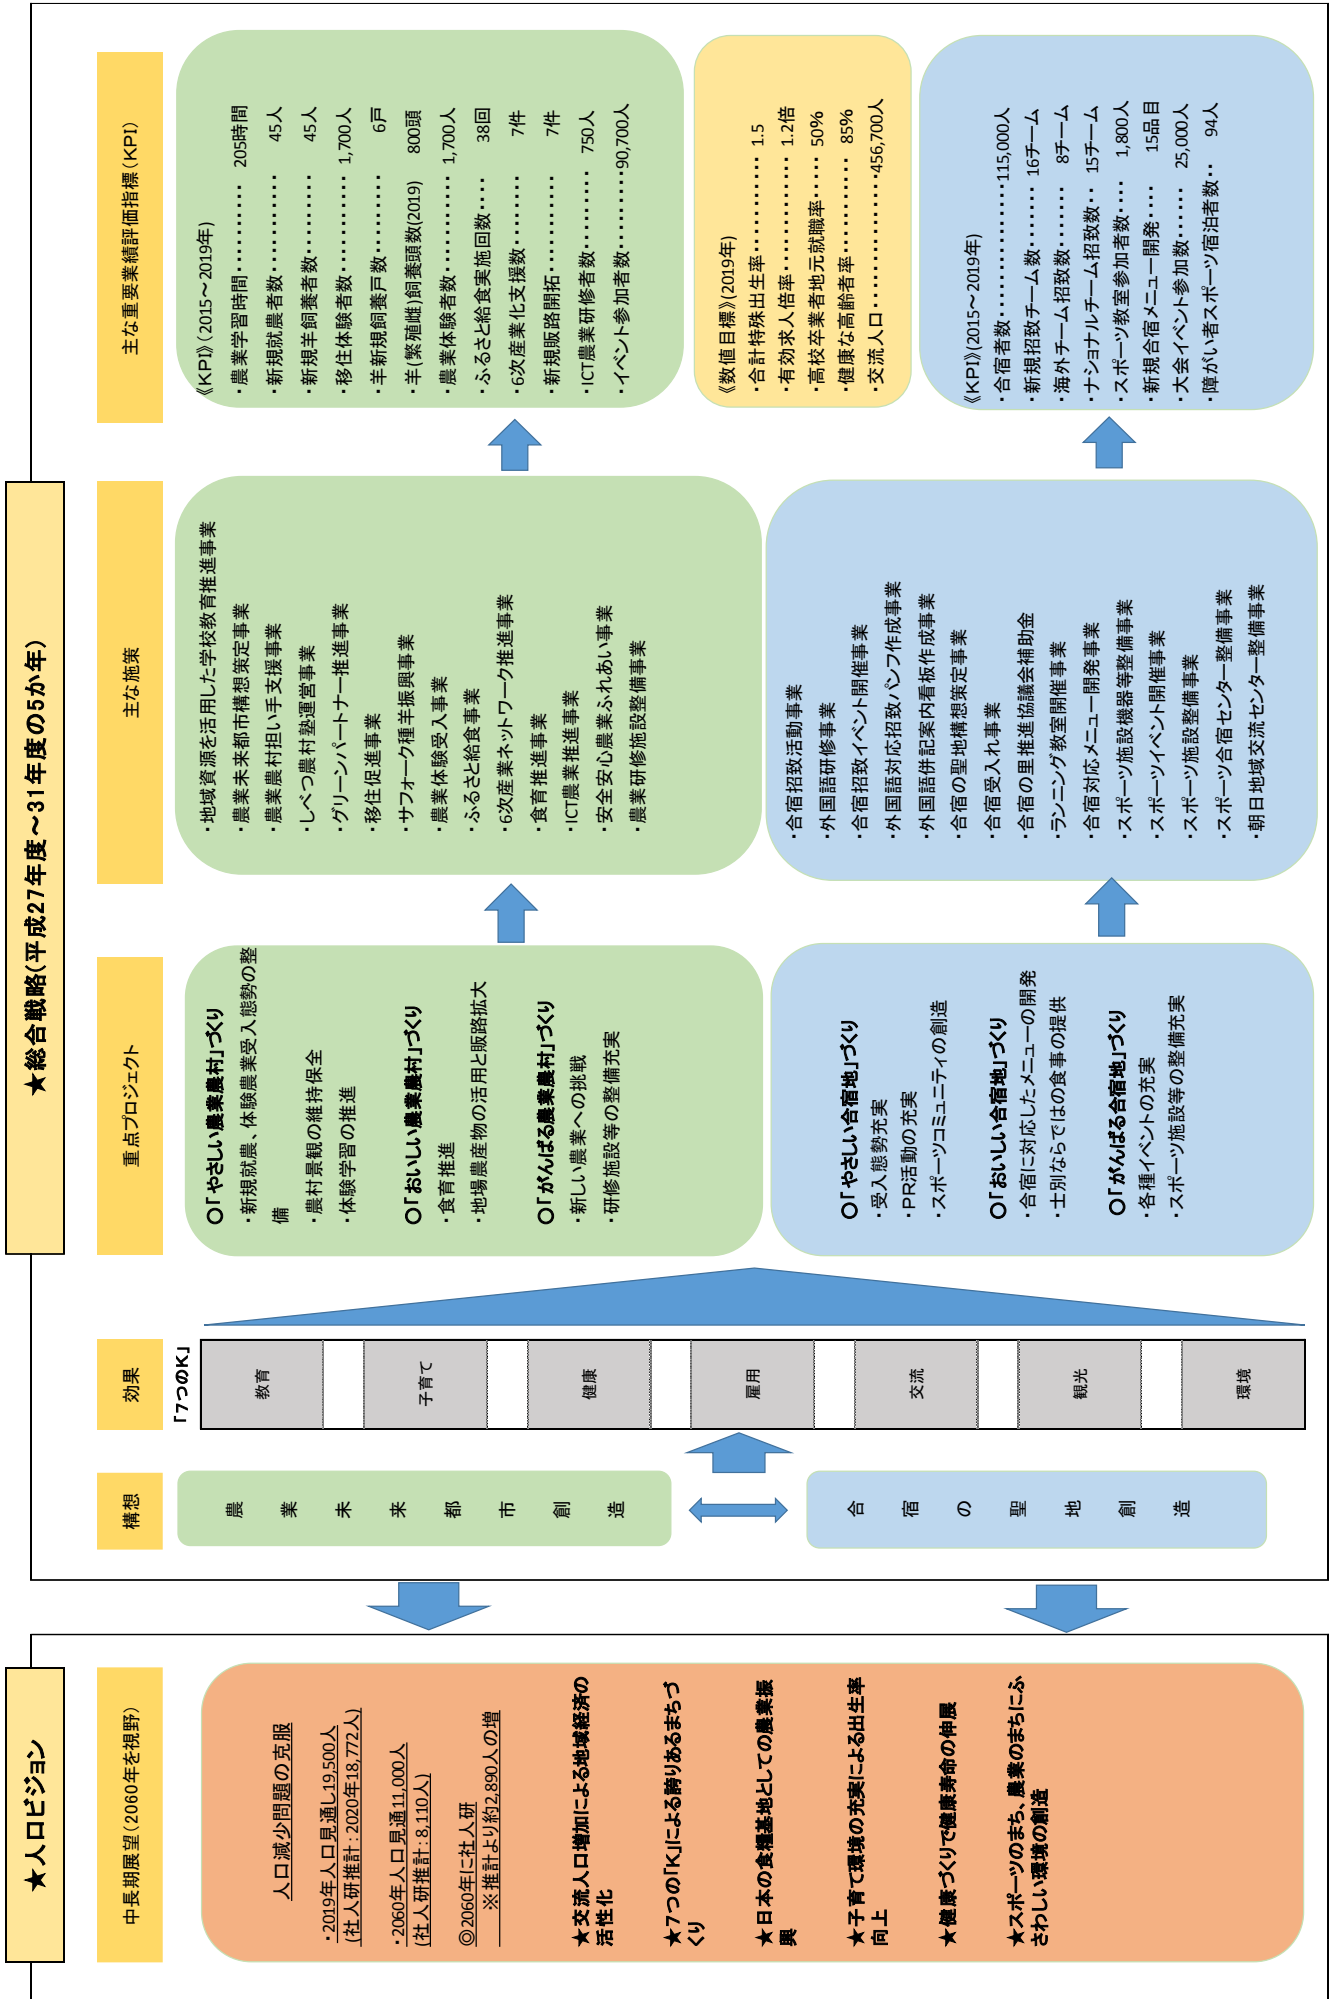 ★人口ビジョン
中長期展望(2060年を視野)
人口減少問題の克服
・2019年人口見通し19,500人
(社人研推計：2020年18,772人)
・2060年人口見通11,000人
(社人研推計：8,110人)
◎2060年に社人研
※推計より約2,890人の増
★交流人口増加による地域経済の
活性化
★7つの「K」による誇りあるまちづ
くり
★日本の食糧基地としての農業振
興
★子育て環境の充実による出生率
向上
★健康づくりで健康寿命の伸展
★スポーツのまち、農業のまちにふ
さわしい環境の創造
★総合戦略(平成27年度～31年度の5か年)
構想
農業未来都市創造
合宿の聖地創造
効果
「7つのK」
教育
子育て
健康
雇用
交流
観光
環境
重点プロジェクト
○「やさしい農業農村」づくり
・新規就農、体験農業受入態勢の整
備
・農村景観の維持保全
・体験学習の推進
○「おいしい農業農村」づくり
・食育推進
・地場農産物の活用と販路拡大
○「がんばる農業農村」づくり
・新しい農業への挑戦
・研修施設等の整備充実
○「やさしい合宿地」づくり
・受入態勢充実
・PR活動の充実
・スポーツコミュニティの創造
○「おいしい合宿地」づくり
・合宿に対応したメニューの開発
・士別ならではの食事の提供
○「がんばる合宿地」づくり
・各種イベントの充実
・スポーツ施設等の整備充実
主な施策
・地域資源を活用した学校教育推進事業
・農業未来都市構想策定事業
・農業農村担い手支援事業
・しべつ農村塾運営事業
・グリーンパートナー推進事業
・移住促進事業
・サフォーク種羊振興事業
・農業体験受入事業
・ふるさと給食事業
・6次産業ネットワーク推進事業
・食育推進事業
・ICT農業推進事業
・安全安心農業ふれあい事業
・農業研修施設整備事業
・合宿招致活動事業
・外国語研修事業
・合宿招致イベント開催事業
・外国語対応招致パンフ作成事業
・外国語併記案内看板作成事業
・合宿の聖地構想策定事業
・合宿受入れ事業
・合宿の里推進協議会補助金
・ランニング教室開催事業
・合宿対応メニュー開発事業
・スポーツ施設機器等整備事業
・スポーツイベント開催事業
・スポーツ施設整備事業
・スポーツ合宿センター整備事業
・朝日地域交流センター整備事業
主な重要業績評価指標(KPI)
《KPI》(2015～2019年)
・農業学習時間・・・・・・・・・・ 205時間
・新規就農者数・・・・・・・・・・ 45人
・新規羊飼養者数・・・・・・・・ 45人
・移住体験者数・・・・・・・・・・ 1,700人
・羊新規飼養戸数・・・・・・・・ 6戸
・羊(繁殖雌)飼養頭数(2019) 800頭
・農業体験者数・・・・・・・・・・ 1,700人
・ふるさと給食実施回数・・・・ 38回
・6次産業化支援数・・・・・・・ 7件
・新規販路開拓・・・・・・・・・・ 7件
・ICT農業研修者数・・・・・・・・ 750人
・イベント参加者数・・・・・・・・90,700人
《数値目標》(2019年)
・合計特殊出生率・・・・・・・・・・ 1.5
・有効求人倍率・・・・・・・・・・・・ 1.2倍
・高校卒業者地元就職率・・・・ 50%
・健康な高齢者率・・・・・・・・・・ 85%
・交流人口・・・・・・・・・・・・・・・456,700人
《KPI》(2015～2019年)
・合宿者数・・・・・・・・・・・・・・・115,000人
・新規招致チーム数・・・・・・・ 16チーム
・海外チーム招致数・・・・・・・ 8チーム
・ナショナルチーム招致数・・ 15チーム
・スポーツ教室参加者数・・・・ 1,800人
・新規合宿メニュー開発・・・・ 15品目
・大会イベント参加数・・・・・・ 25,000人
・障がい者スポーツ宿泊者数・・ 94人